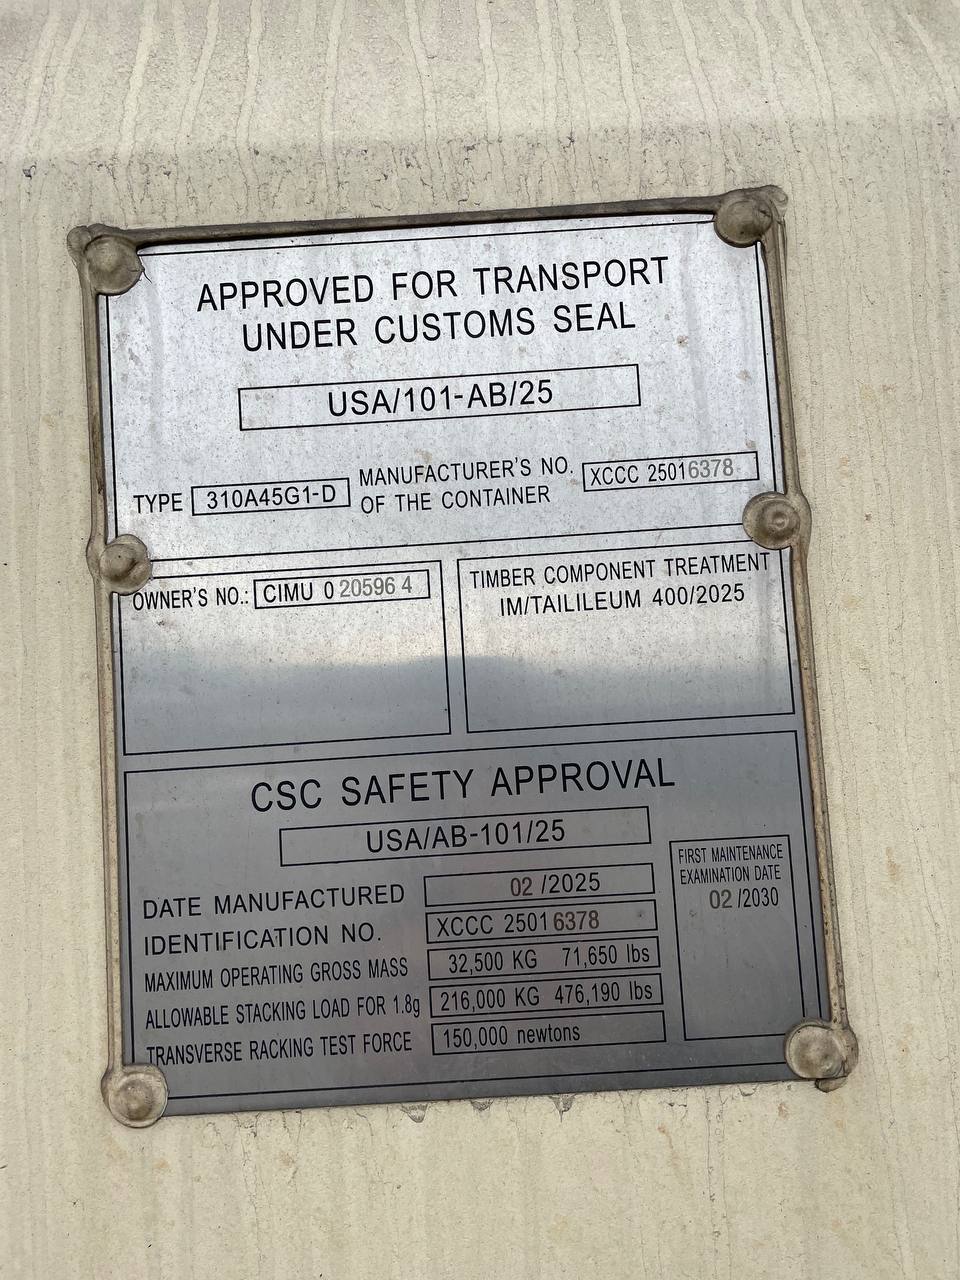 APPROVED FOR TRANSPORT
UNDER CUSTOMS SEAL
USA/101-AB/25
TYPE 310A45G1-D MANUFACTURER'S NO. OF THE CONTAINER XCCC 25016378
OWNER'S NO.: CIMU 0 20596 4
TIMBER COMPONENT TREATMENT
IM/TAILILEUM 400/2025
CSC SAFETY APPROVAL
USA/AB-101/25
DATE MANUFACTURED 02 /2025
IDENTIFICATION NO. XCCC 25016378
MAXIMUM OPERATING GROSS MASS 32,500 KG 71,650 lbs
ALLOWABLE STACKING LOAD FOR 1.8g 216,000 KG 476,190 lbs
TRANSVERSE RACKING TEST FORCE 150,000 newtons
FIRST MAINTENANCE
EXAMINATION DATE
02 /2030